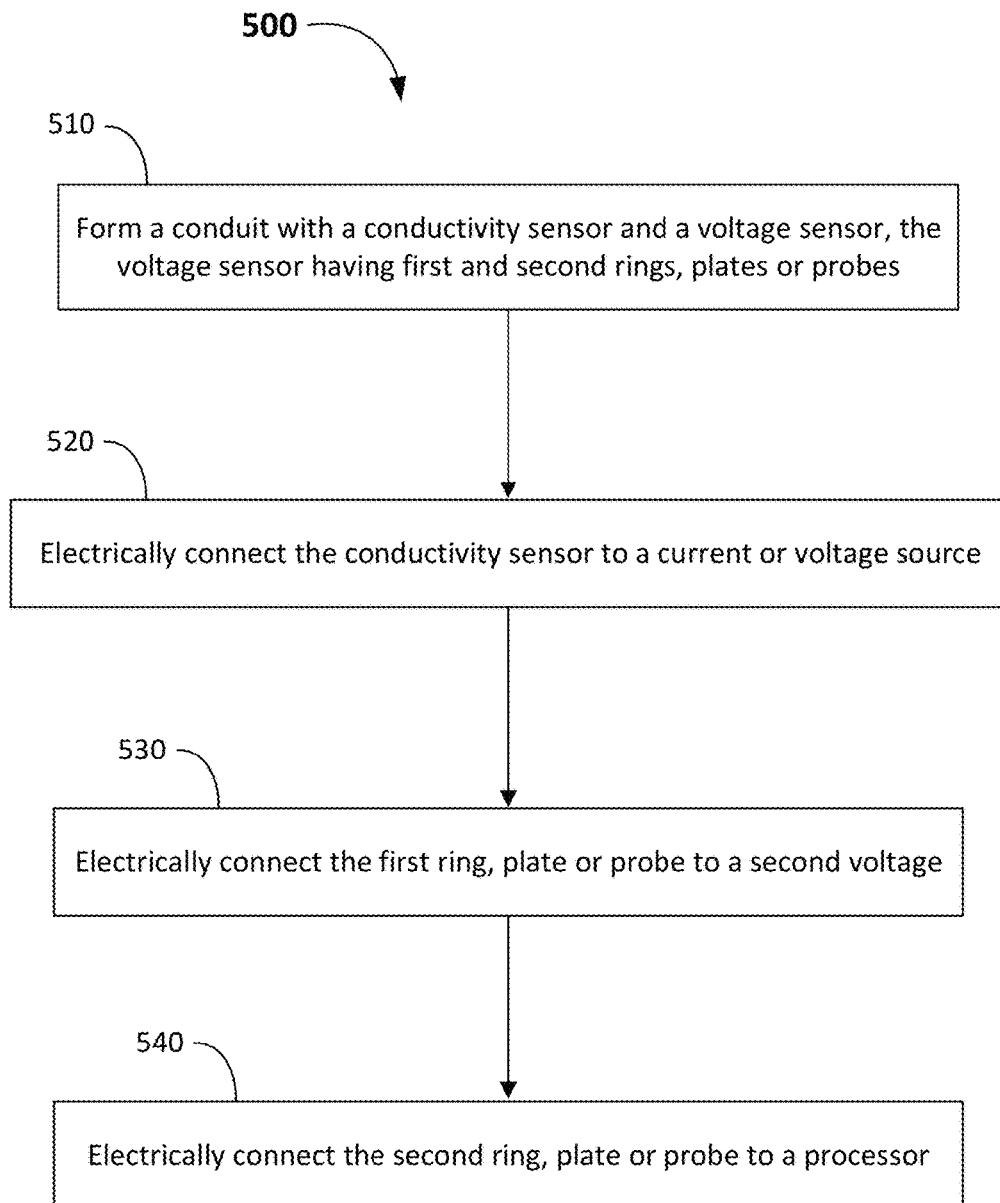 500
510
Form a conduit with a conductivity sensor and a voltage sensor, the
voltage sensor having first and second rings, plates or probes
520
Electrically connect the conductivity sensor to a current or voltage source
530
Electrically connect the first ring, plate or probe to a second voltage
540
Electrically connect the second ring, plate or probe to a processor